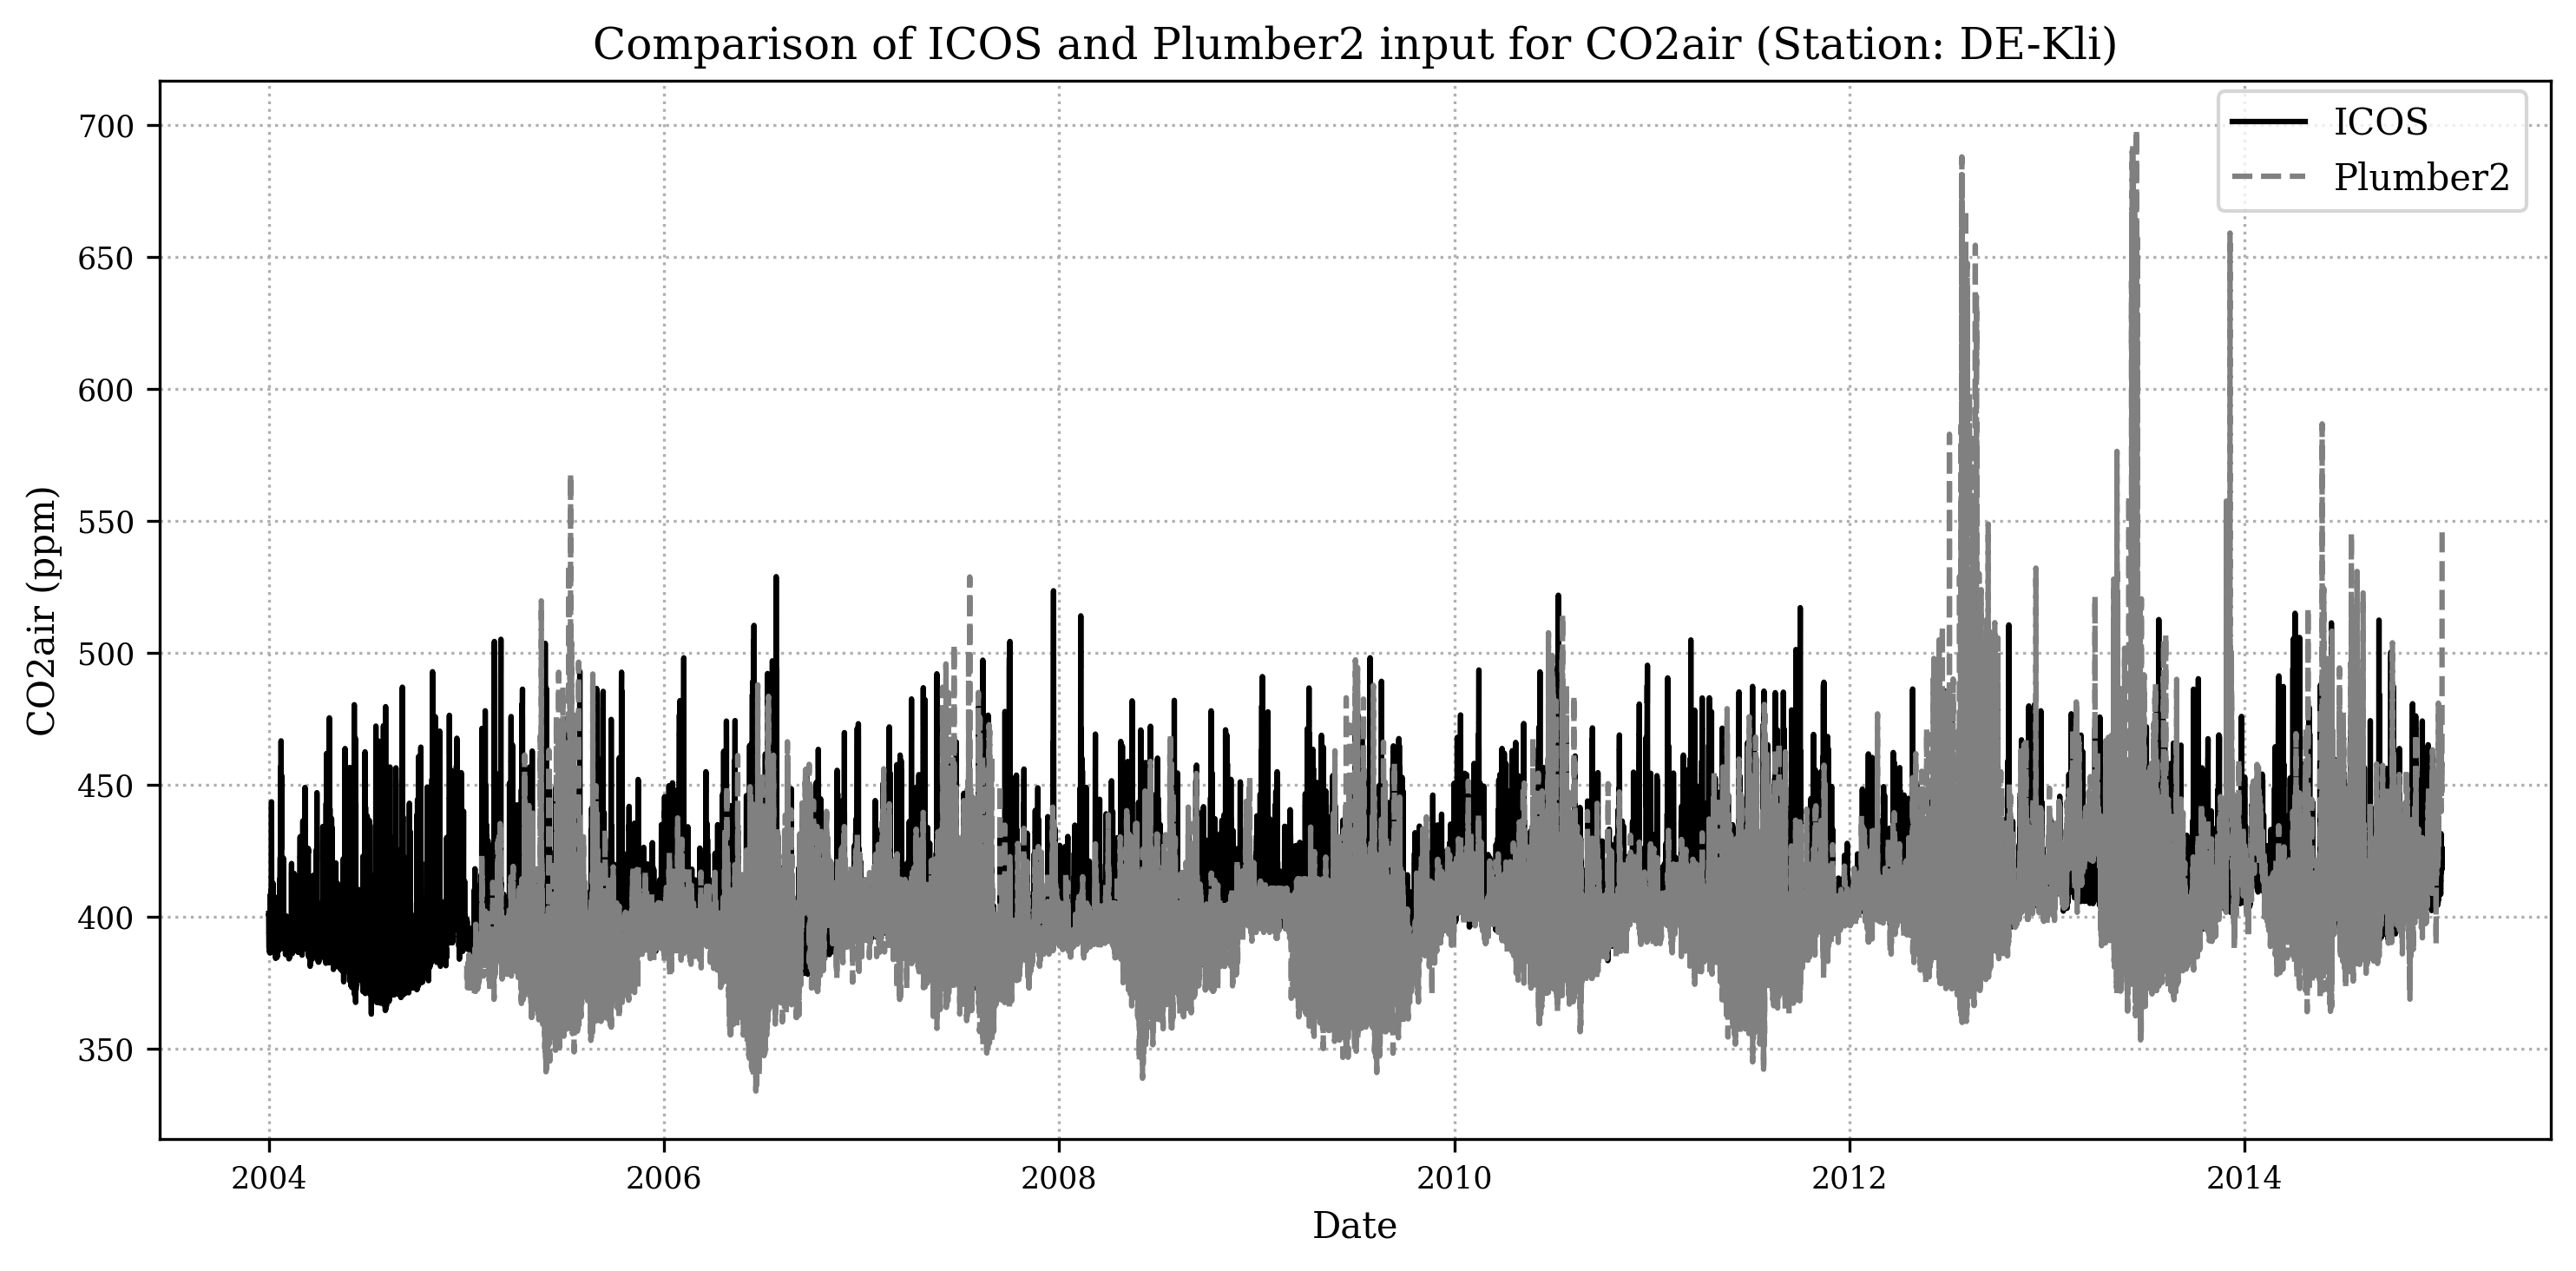 Comparison of ICOS and Plumber2 input for CO2air (Station: DE-Kli)
ICOS
Plumber2
CO2air (ppm)
700
650
600
550
500
450
400
350
2004 2006 2008 2010 2012 2014
Date